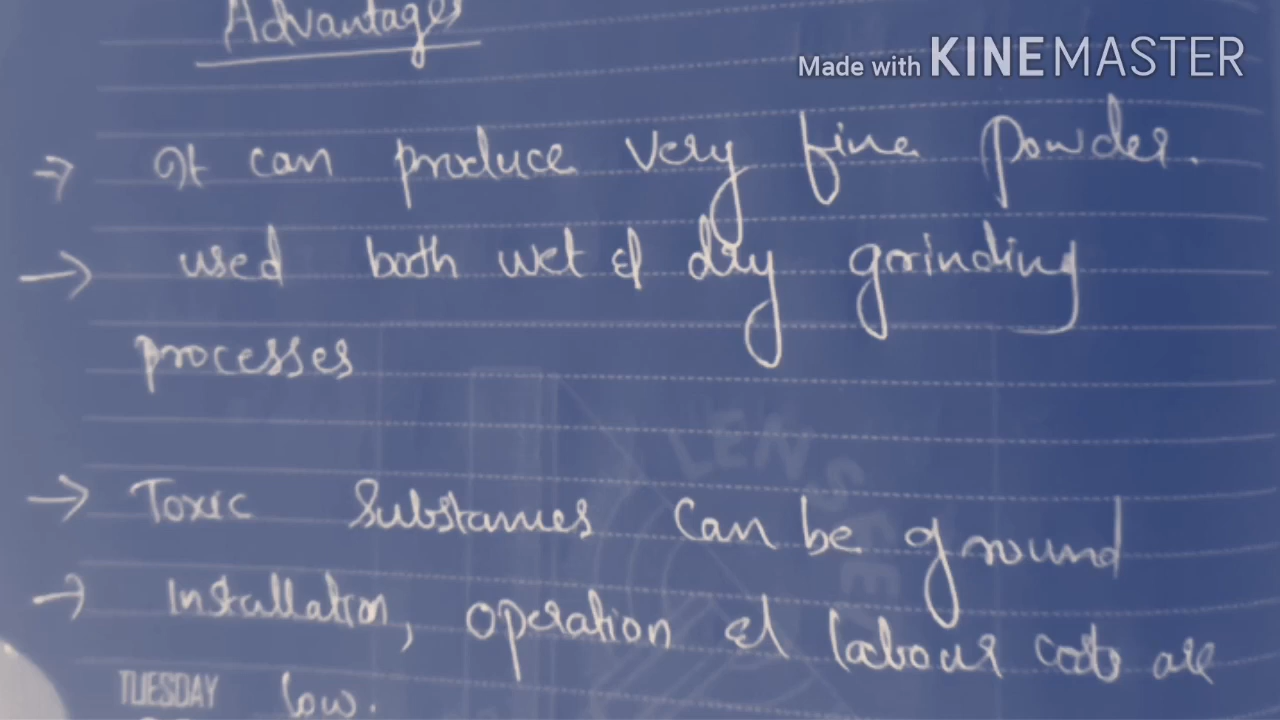 Advantages
Made with KINEMASTER
→ It can produce very fine powder.
→ used both wet & dry grinding
processes
→ Toxic Substances can be ground
→ Installation, operation & labour costs are
TUESDAY low.
LENSEE